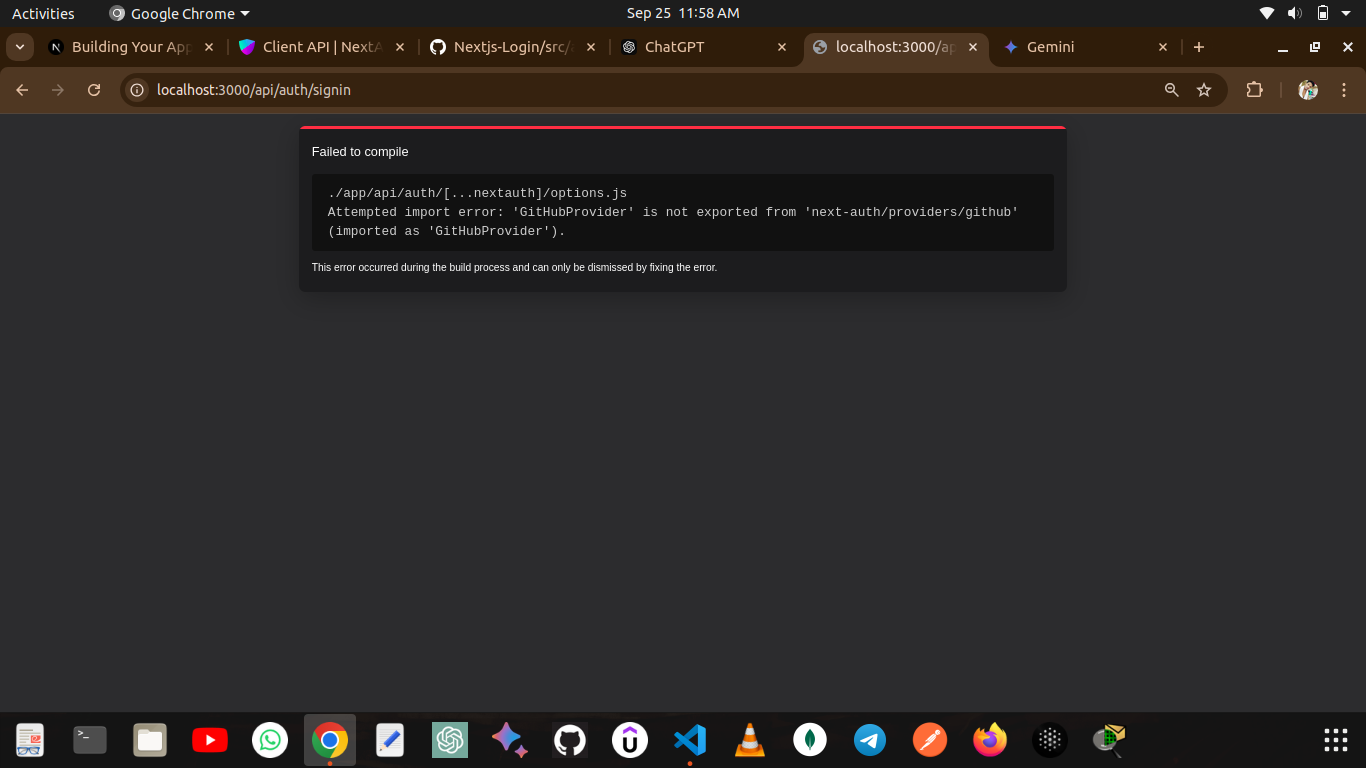 Activities
Google Chrome
Sep 25 11:58 AM
Building Your App
Client API | NextA
Nextjs-Login/src/
ChatGPT
localhost:3000/ap
Gemini
localhost:3000/api/auth/signin
Failed to compile
./app/api/auth/[...nextauth]/options.js
Attempted import error: 'GitHubProvider' is not exported from 'next-auth/providers/github'
(imported as 'GitHubProvider').
This error occurred during the build process and can only be dismissed by fixing the error.